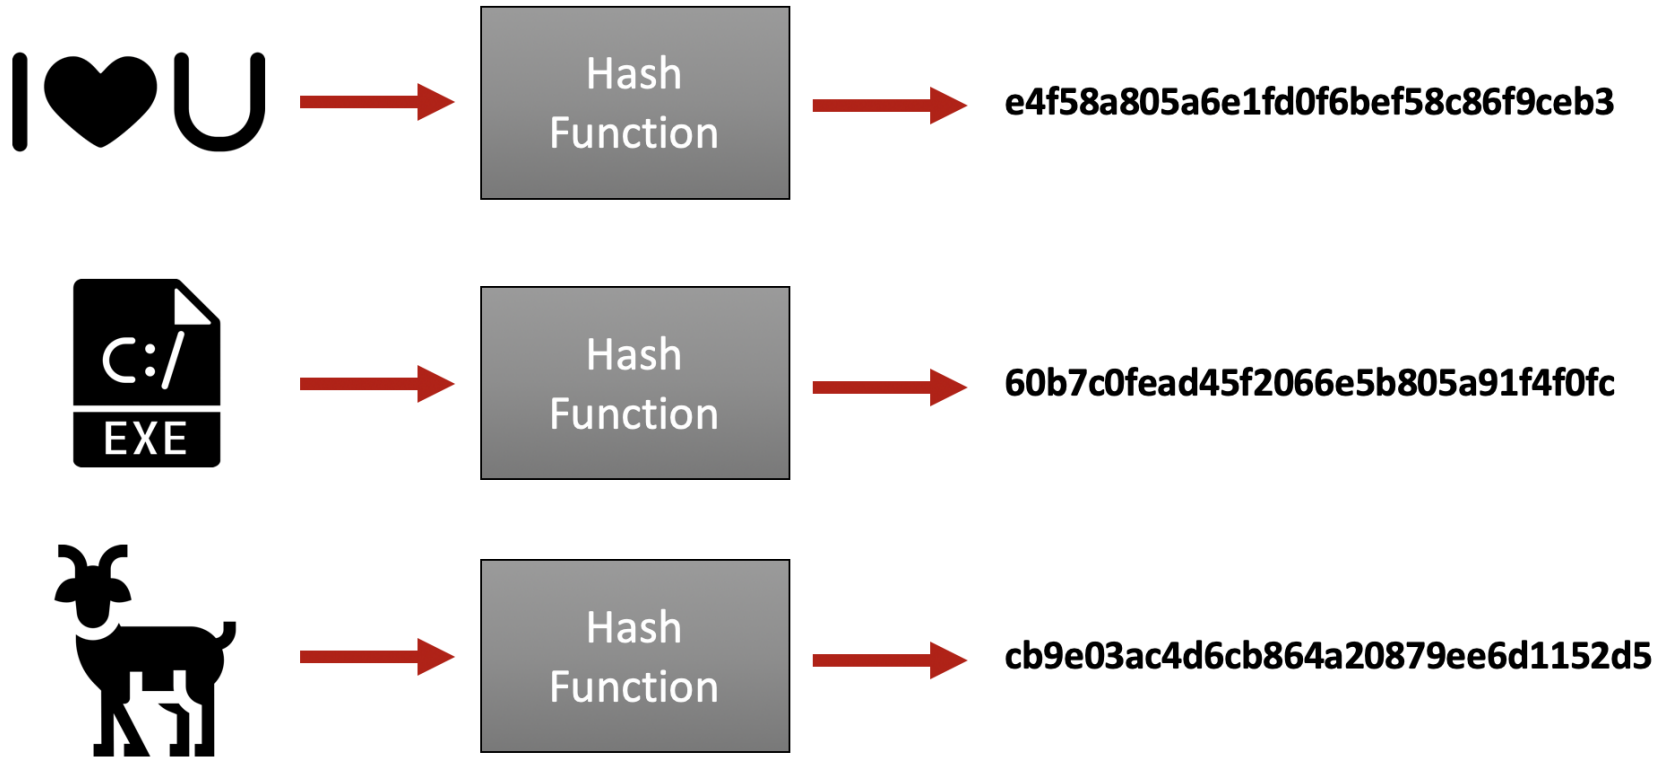 I♥U
Hash
Function
e4f58a805a6e1fd0f6bef58c86f9ceb3
C:/
EXE
Hash
Function
60b7c0fead45f2066e5b805a91f4f0fc
Hash
Function
cb9e03ac4d6cb864a20879ee6d1152d5